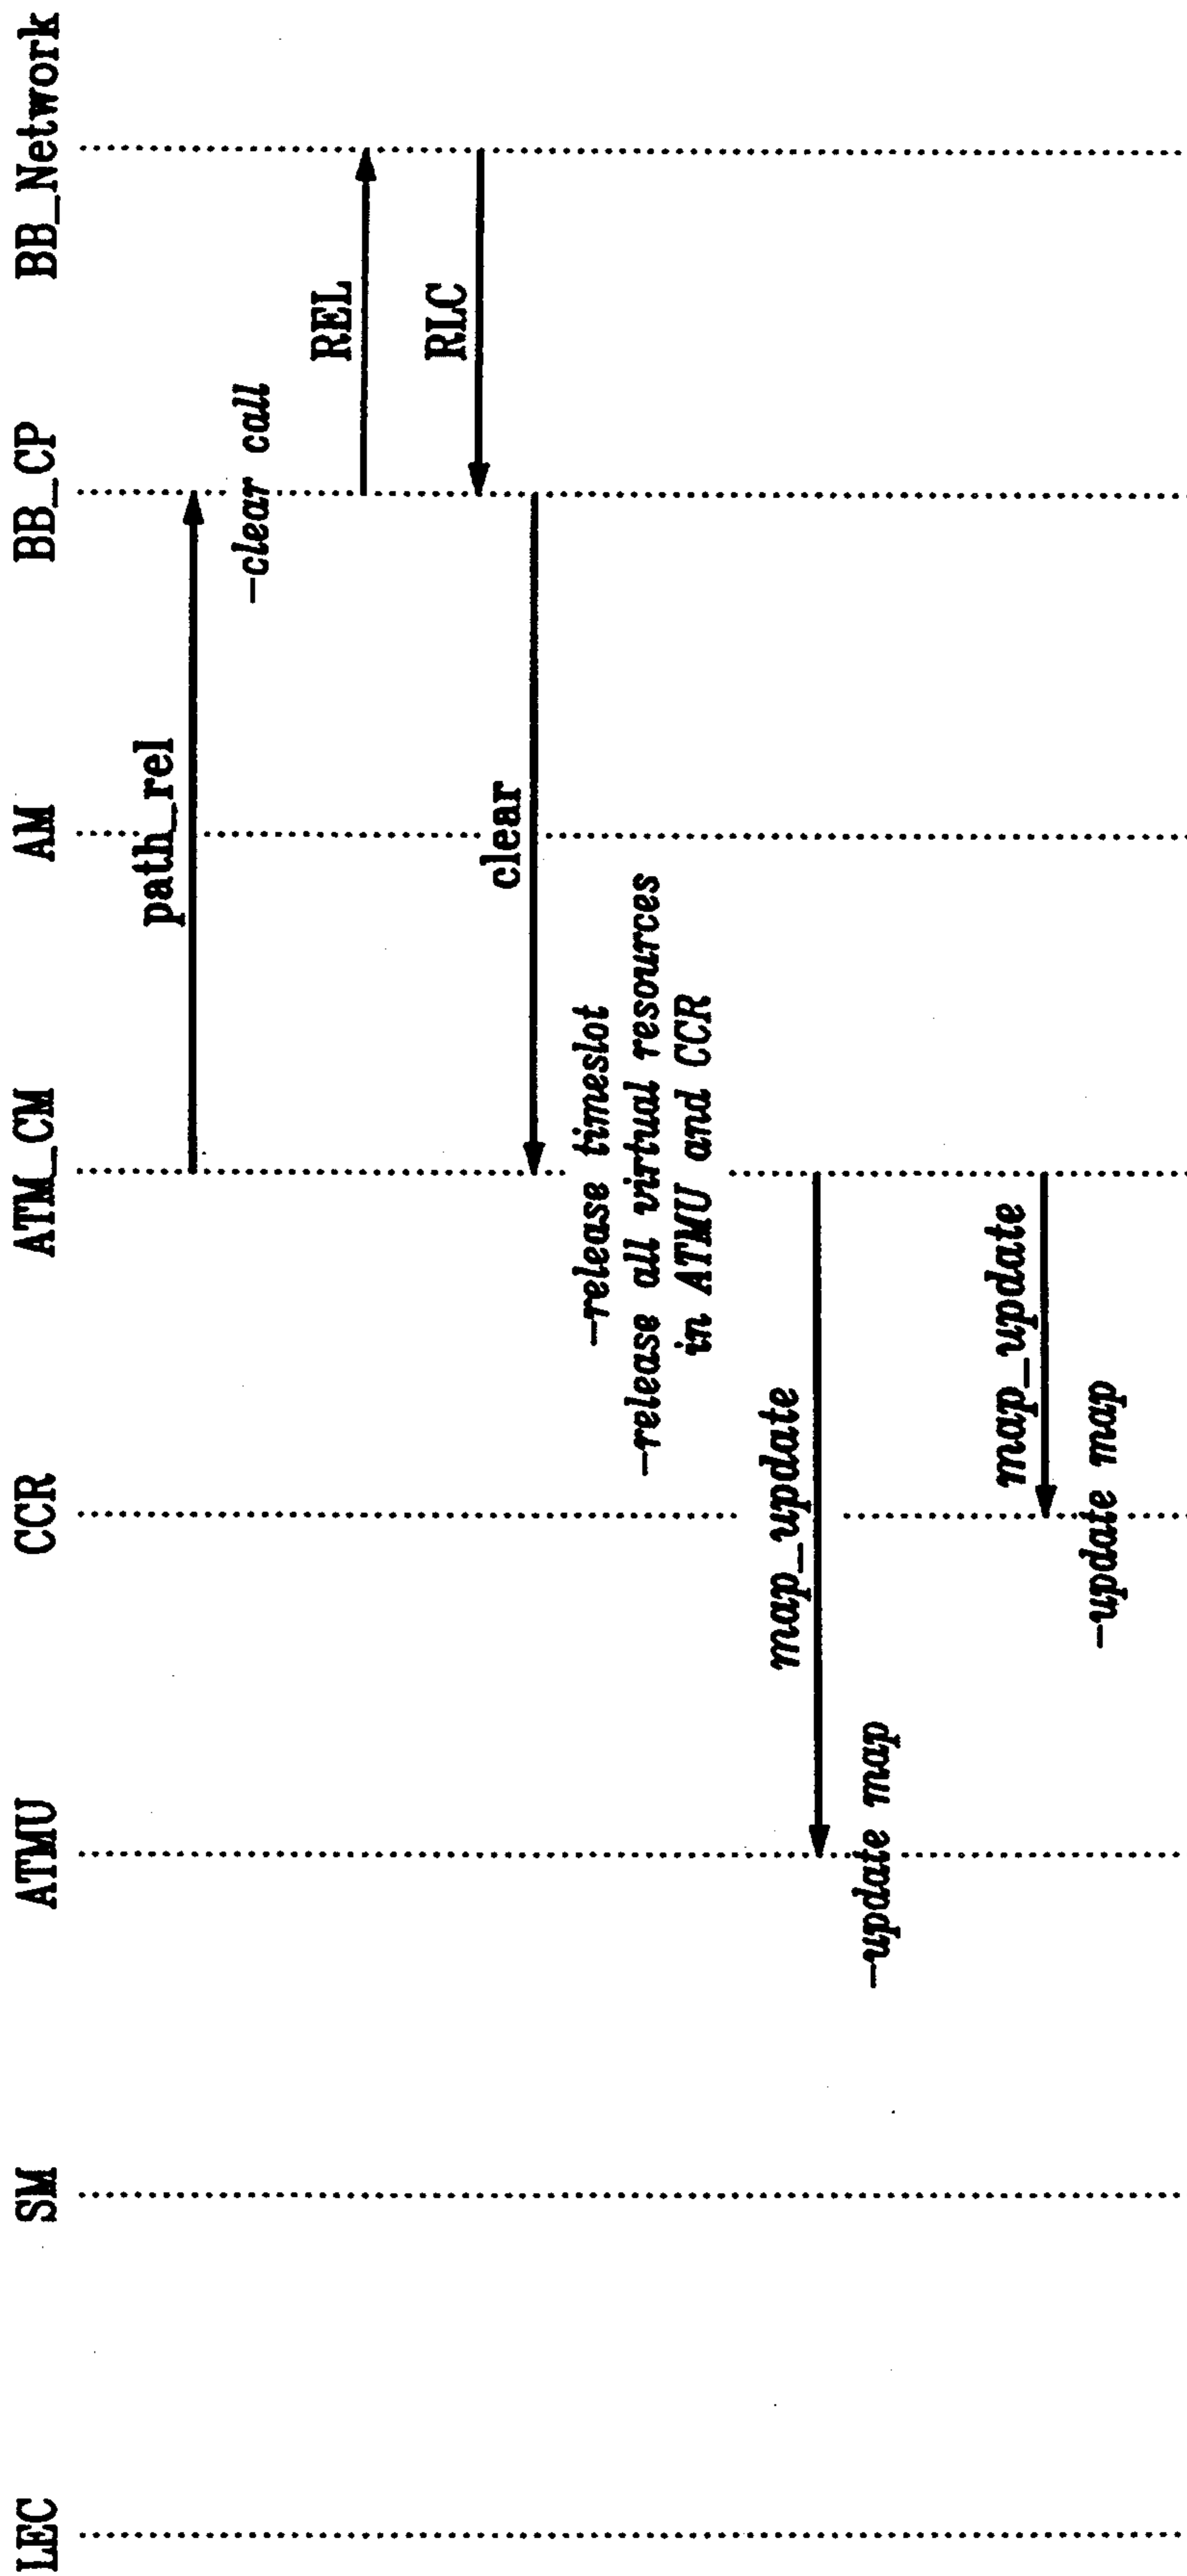 LEC
SM
ATMU
CCR
ATM_CM
AM
BB_CP
BB_Network
path_rel
-clear call
REL
RLC
clear
-release timeslot
-release all virtual resources
in ATMU and CCR
map_update
-update map
map_update
-update map